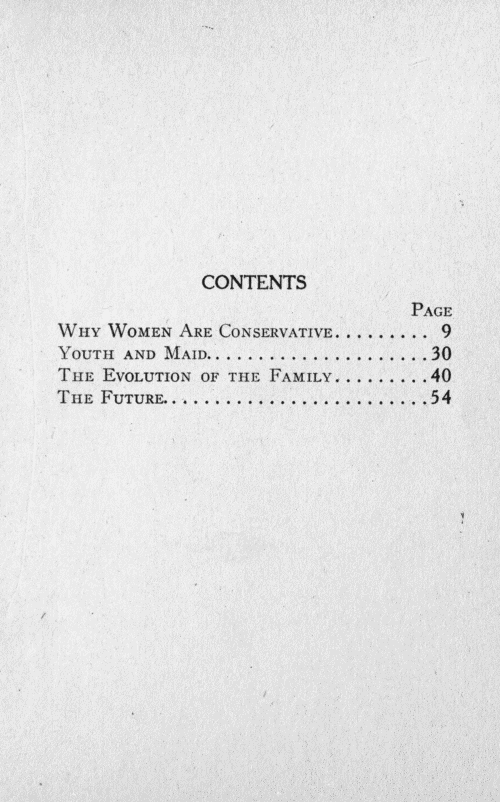 CONTENTS
Page
Why Women Are Conservative......... 9
Youth and Maid......................30
The Evolution of the Family.........40
The Future..........................54